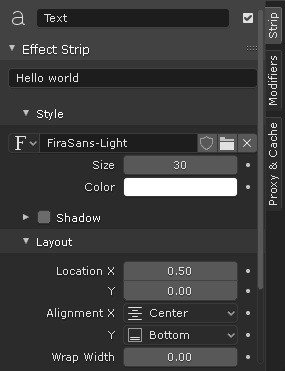 a Text
Effect Strip
Hello world
Style
F FiraSans-Light
Size 30
Color
Shadow
Layout
Location X 0.50
Y 0.00
Alignment X Center
Y Bottom
Wrap Width 0.00
Strip
Modifiers
Proxy & Cache